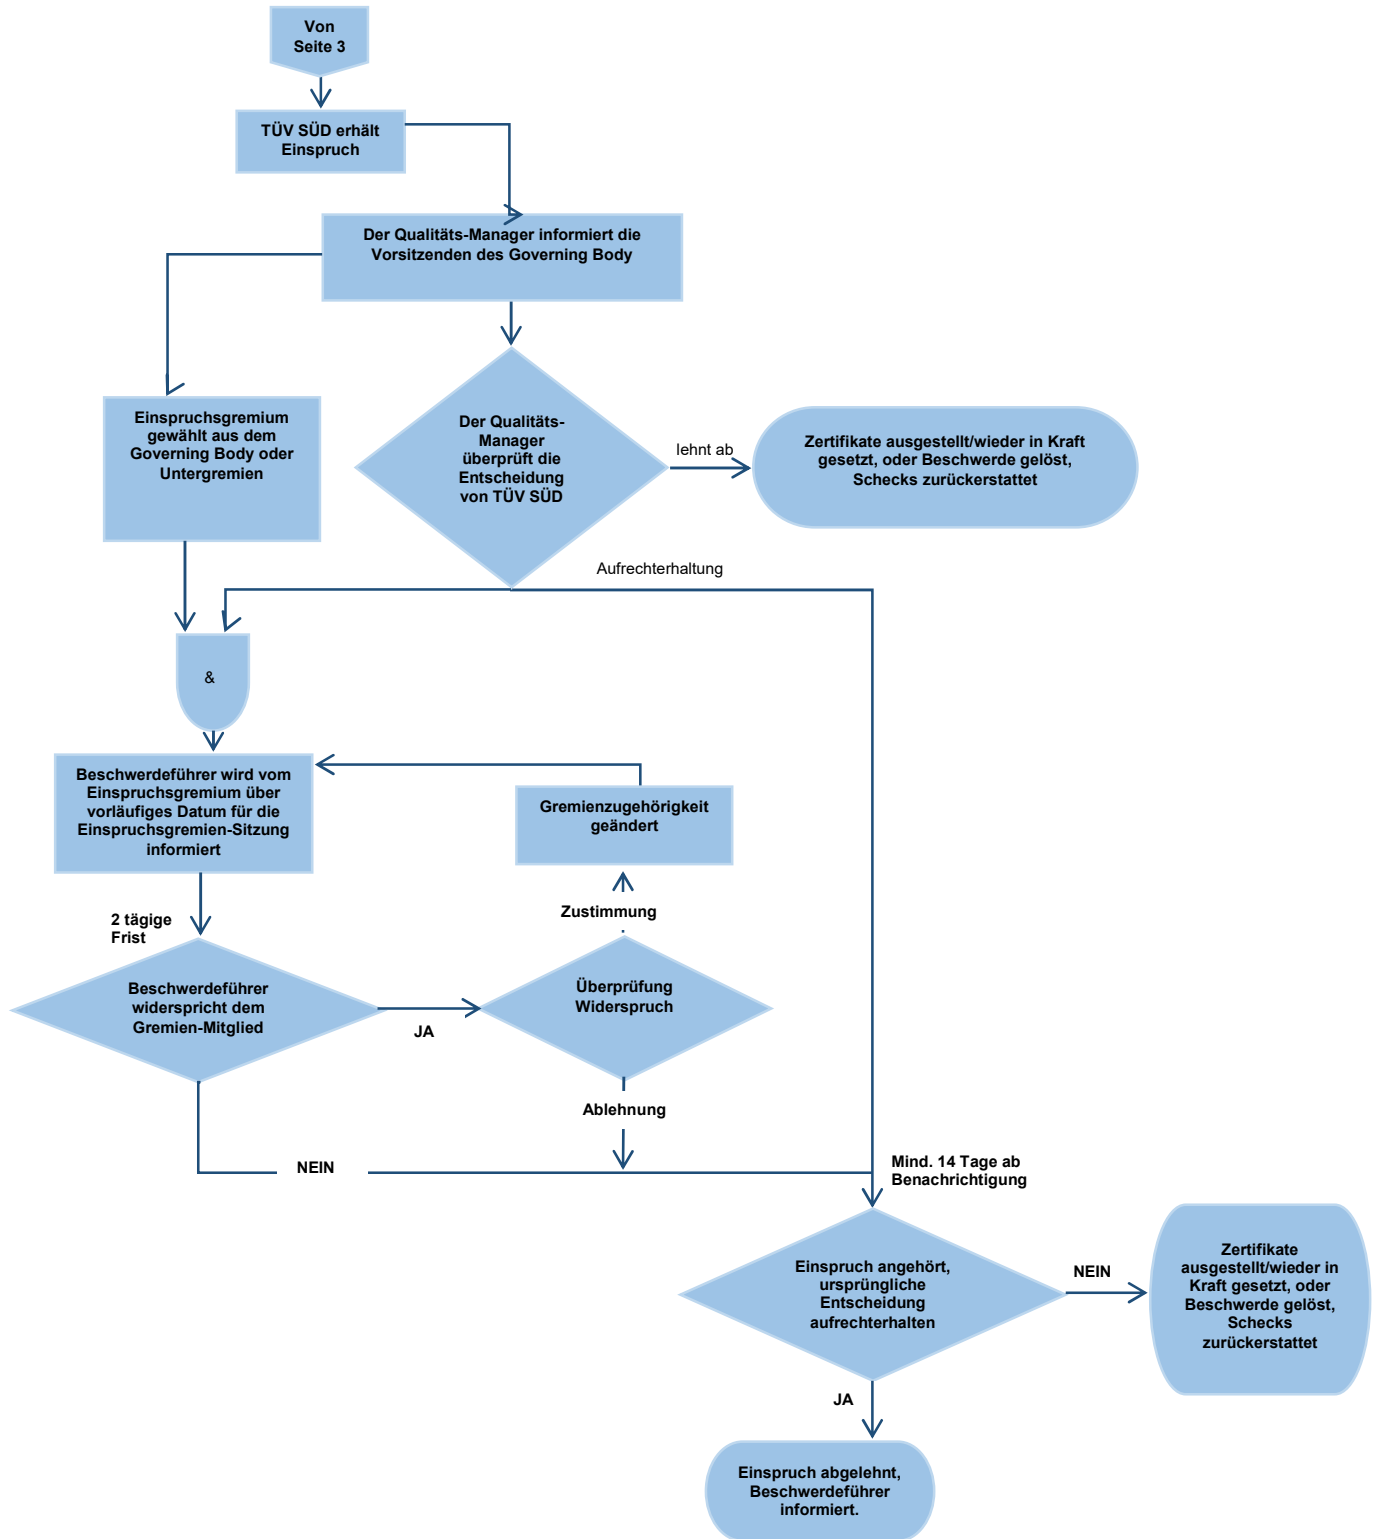 Von
Seite 3
TÜV SÜD erhält
Einspruch
Der Qualitäts-Manager informiert die
Vorsitzenden des Governing Body
Einspruchsgremium
gewählt aus dem
Governing Body oder
Untergremien
Der Qualitäts-
Manager
überprüft die
Entscheidung
von TÜV SÜD
lehnt ab
Zertifikate ausgestellt/wieder in Kraft
gesetzt, oder Beschwerde gelöst,
Schecks zurückerstattet
Aufrechterhaltung
&
Beschwerdeführer wird vom
Einspruchsgremium über
vorläufiges Datum für die
Einspruchsgremien-Sitzung
informiert
Gremienzugehörigkeit
geändert
2 tägige
Frist
Zustimmung
Beschwerdeführer
widerspricht dem
Gremien-Mitglied
JA
Überprüfung
Widerspruch
Ablehnung
NEIN
Mind. 14 Tage ab
Benachrichtigung
Einspruch angehört,
ursprüngliche
Entscheidung
aufrechterhalten
NEIN
Zertifikate
ausgestellt/wieder in
Kraft gesetzt, oder
Beschwerde gelöst,
Schecks
zurückerstattet
JA
Einspruch abgelehnt,
Beschwerdeführer
informiert.